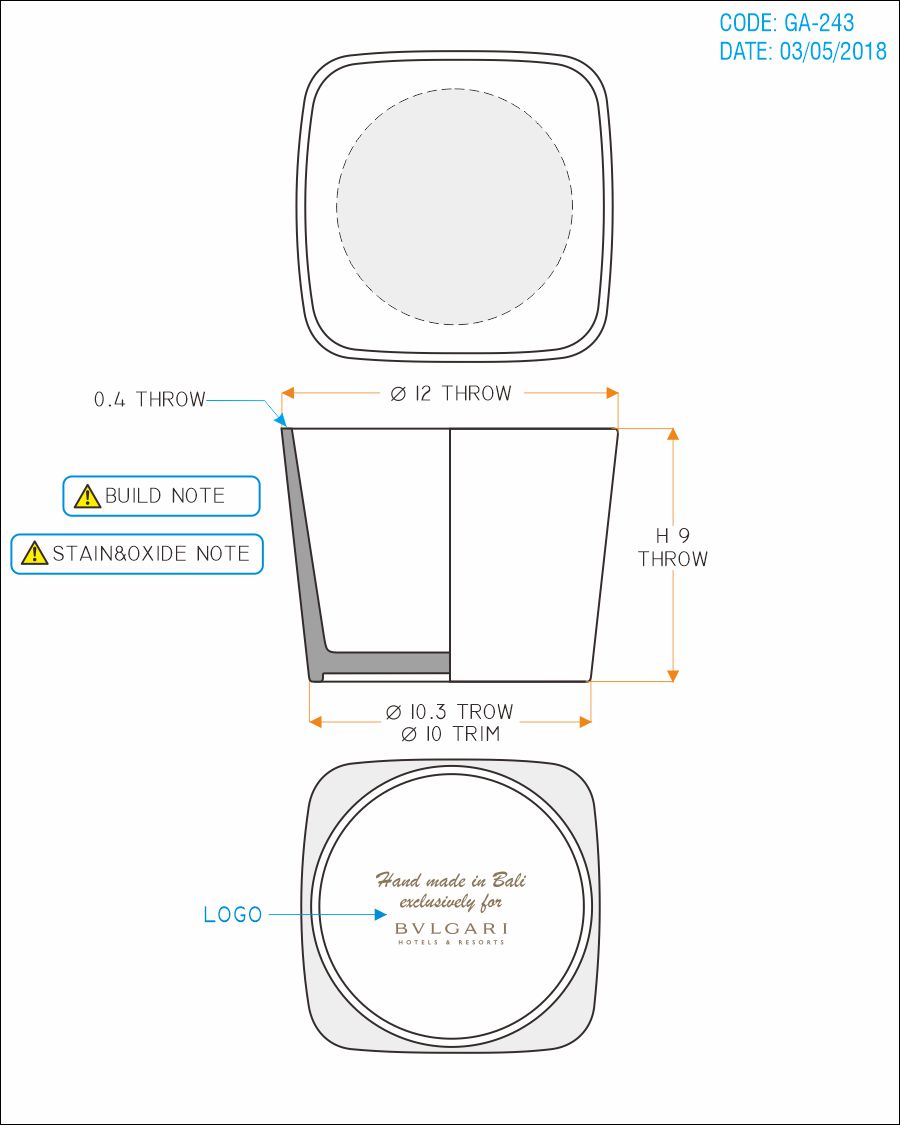 CODE: GA-243
DATE: 03/05/2018
0.4 THROW
Ø 12 THROW
BUILD NOTE
STAIN&OXIDE NOTE
H 9
THROW
Ø 10.3 TROW
Ø 10 TRIM
Hand made in Bali
exclusively for
LOGO
BVLGARI
HOTELS & RESORTS